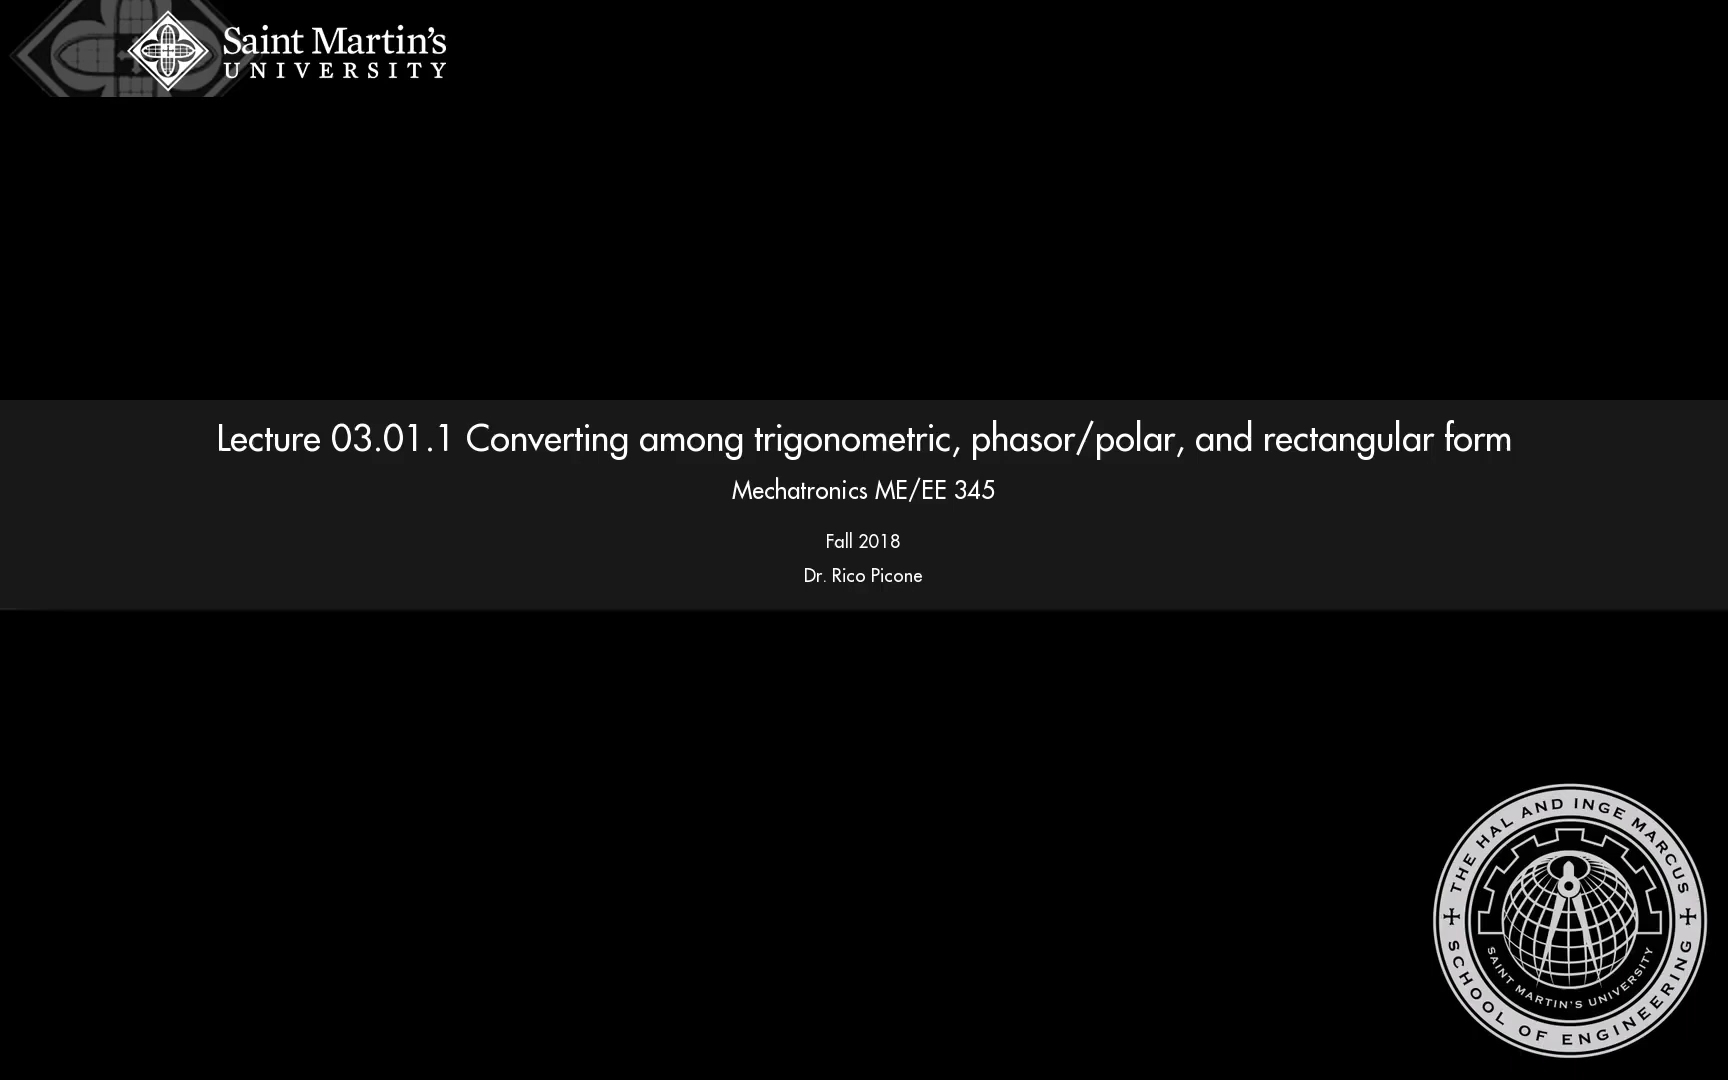 Saint Martin's
UNIVERSITY
Lecture 03.01.1 Converting among trigonometric, phasor/polar, and rectangular form
Mechatronics ME/EE 345
Fall 2018
Dr. Rico Picone
THE HAL AND INGE MARCUS
SCHOOL OF ENGINEERING
SAINT MARTIN'S UNIVERSITY